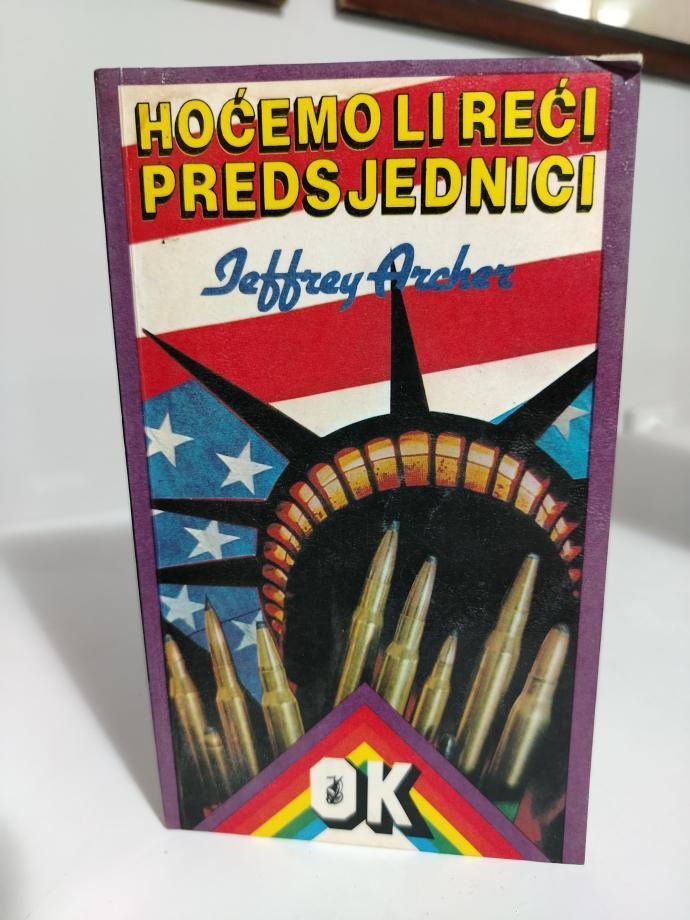 HOĆEMO LI REĆI
PREDSJEDNICI
Jeffrey Archer
OK